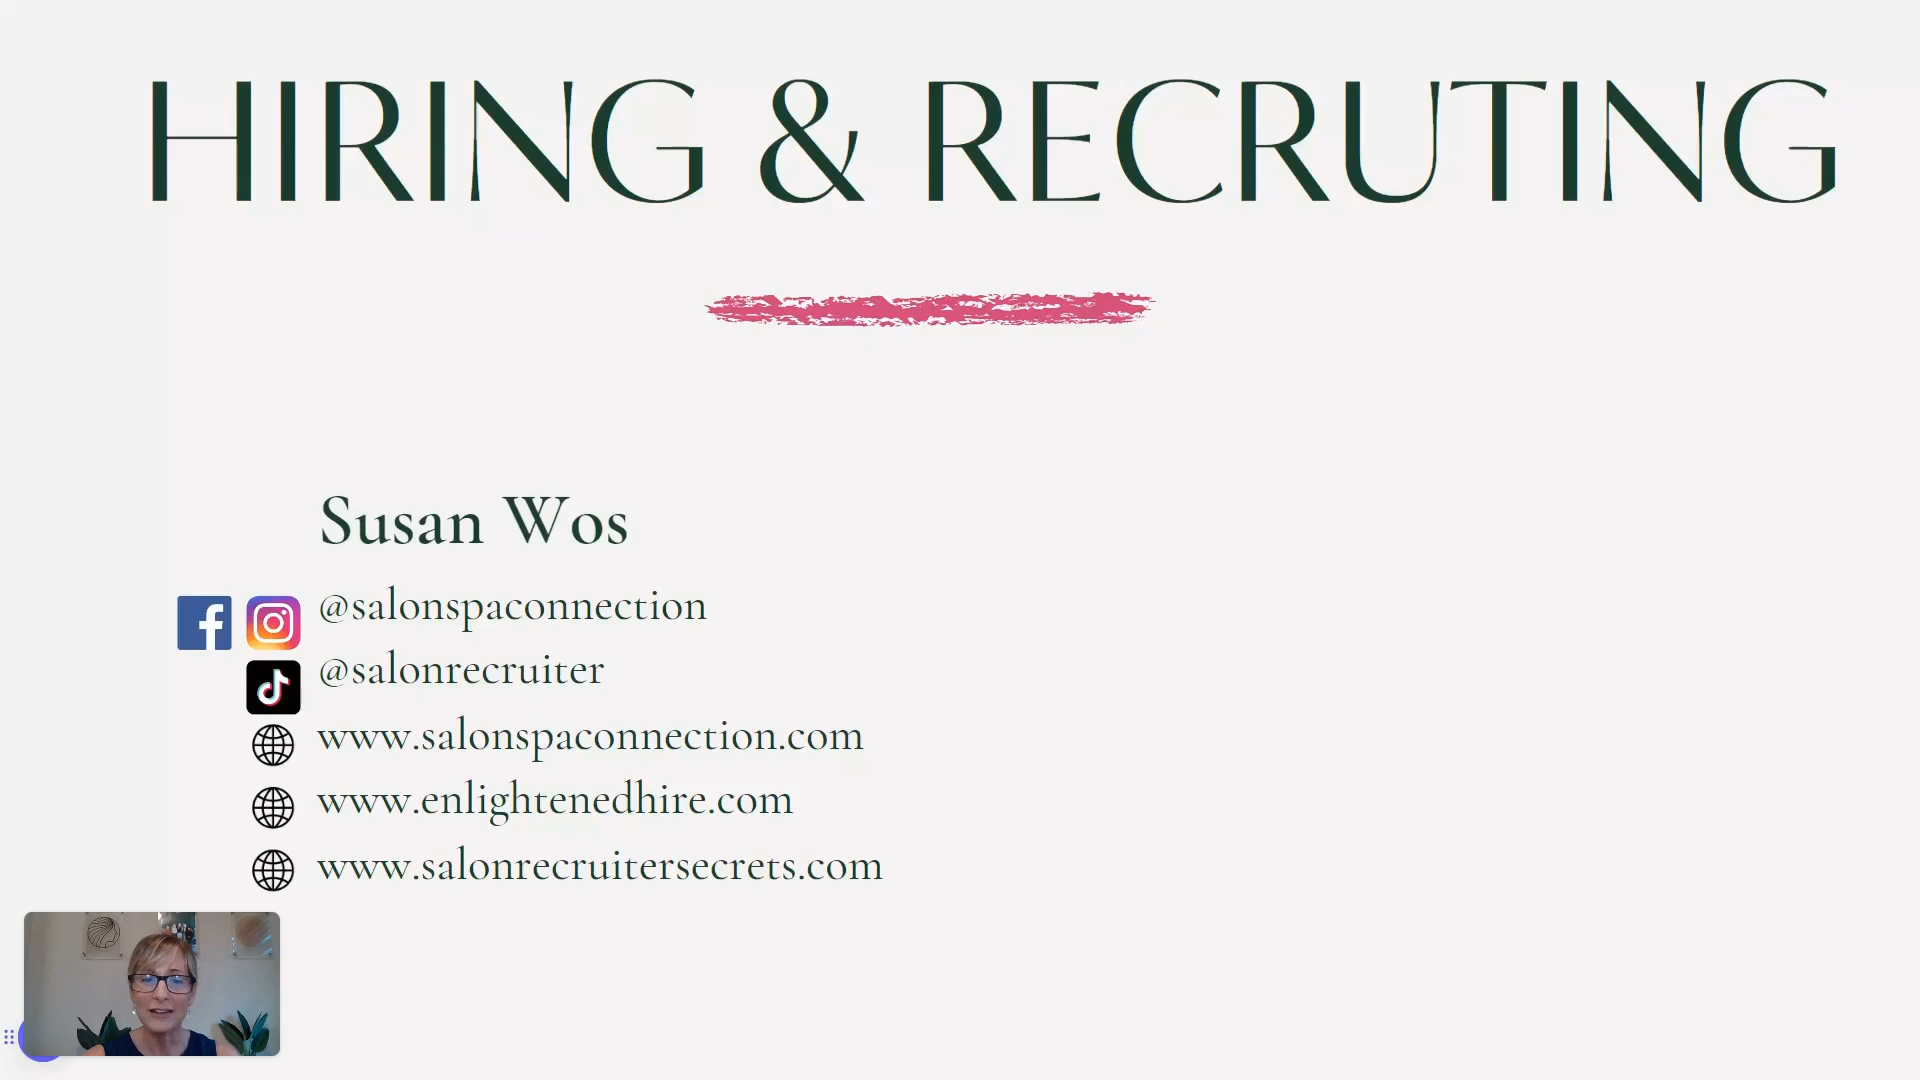 HIRING & RECRUTING
Susan Wos
@salonspaconnection
@salonrecruiter
www.salonspaconnection.com
www.enlightenedhire.com
www.salonrecruitersecrets.com